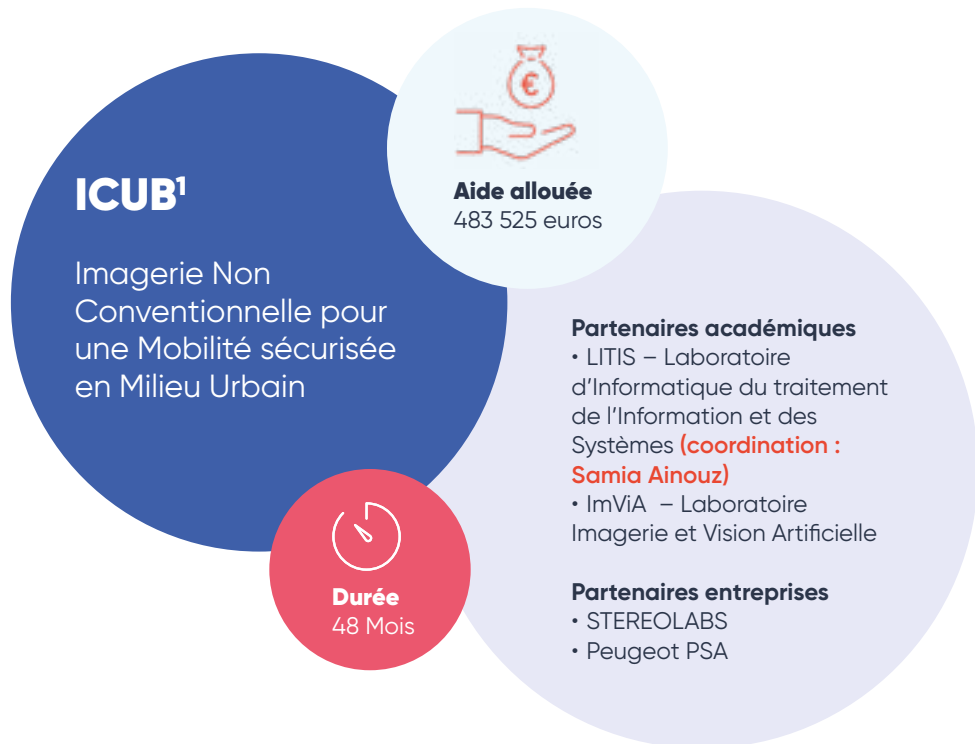 ICUB¹
Imagerie Non
Conventionnelle pour
une Mobilité sécurisée
en Milieu Urbain
€
Aide allouée
483 525 euros
Durée
48 Mois
Partenaires académiques
• LITIS – Laboratoire
d'Informatique du traitement
de l'Information et des
Systèmes (coordination :
Samia Ainouz)
• ImViA – Laboratoire
Imagerie et Vision Artificielle
Partenaires entreprises
• STEREOLABS
• Peugeot PSA